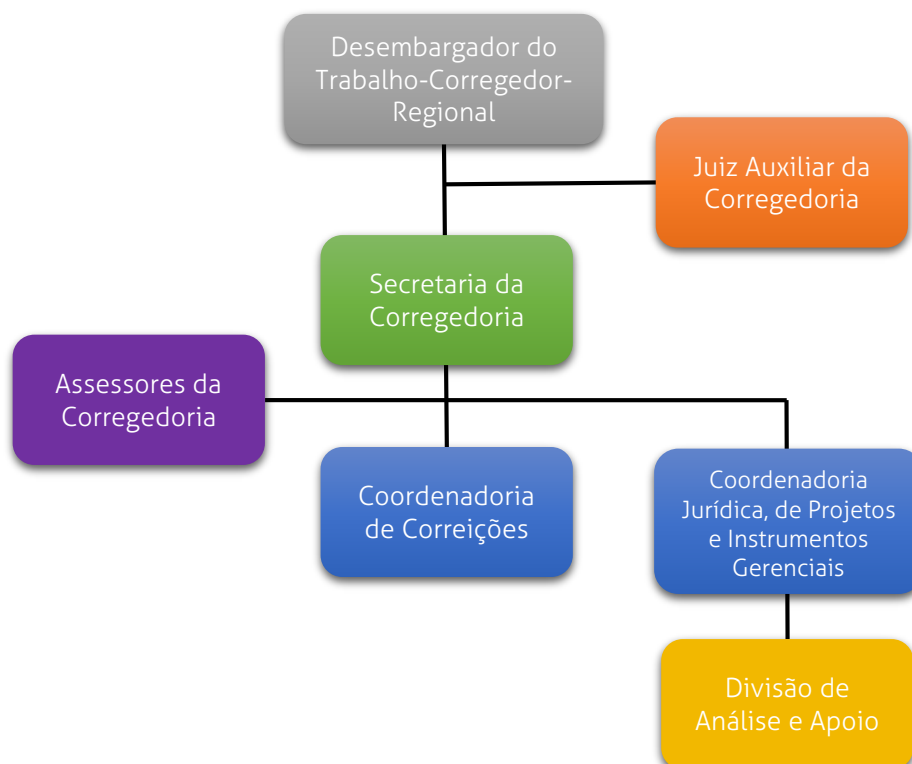 Desembargador do
Trabalho-Corregedor-
Regional
Juiz Auxiliar da
Corregedoria
Secretaria da
Corregedoria
Assessores da
Corregedoria
Coordenadoria
de Correições
Coordenadoria
Jurídica, de Projetos
e Instrumentos
Gerenciais
Divisão de
Análise e Apoio